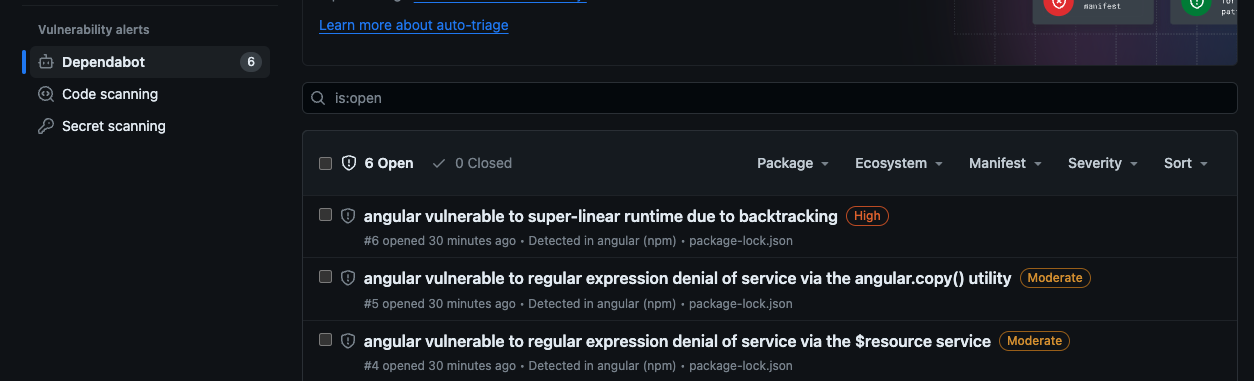 Learn more about auto-triage
manifest
for
Vulnerability alerts
Dependabot 6
Code scanning
Secret scanning
is:open
6 Open 0 Closed Package Ecosystem Manifest Severity Sort
angular vulnerable to super-linear runtime due to backtracking High
#6 opened 30 minutes ago • Detected in angular (npm) • package-lock.json
angular vulnerable to regular expression denial of service via the angular.copy() utility Moderate
#5 opened 30 minutes ago • Detected in angular (npm) • package-lock.json
angular vulnerable to regular expression denial of service via the $resource service Moderate
#4 opened 30 minutes ago • Detected in angular (npm) • package-lock.json